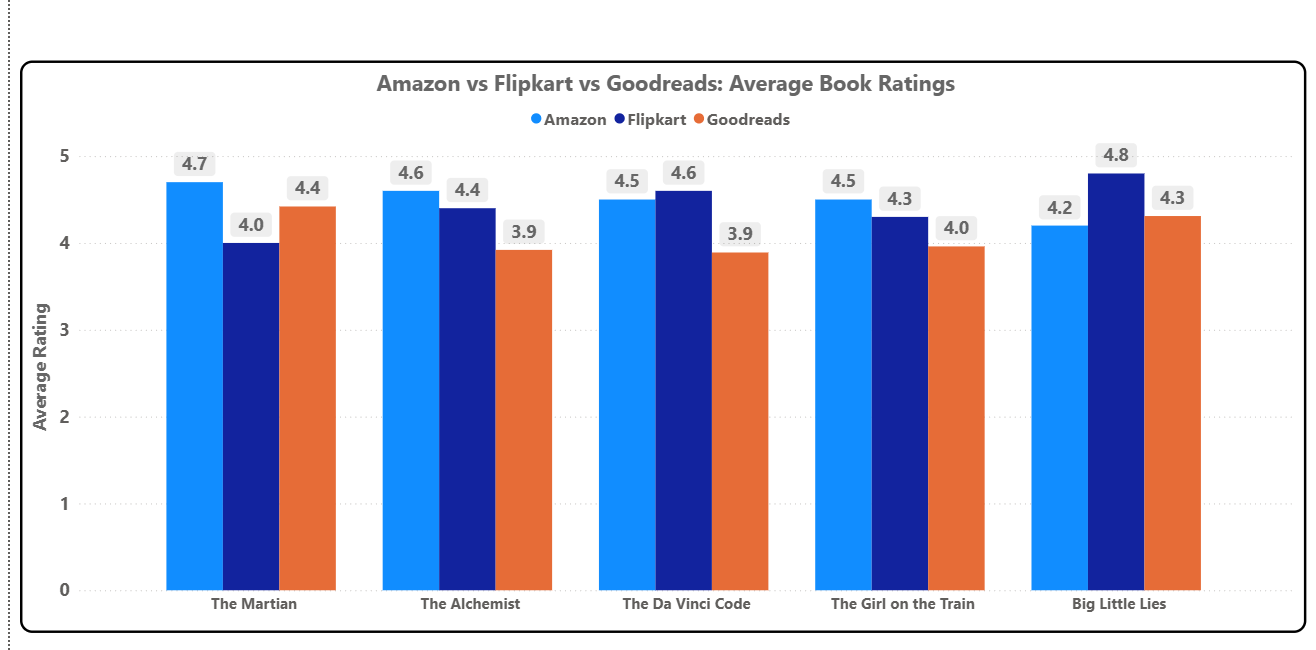 Amazon vs Flipkart vs Goodreads: Average Book Ratings
Amazon Flipkart Goodreads
Average Rating
5
4
3
2
1
0
4.7
4.0
4.4
4.6
4.4
3.9
4.5
4.6
3.9
4.5
4.3
4.0
4.2
4.8
4.3
The Martian
The Alchemist
The Da Vinci Code
The Girl on the Train
Big Little Lies